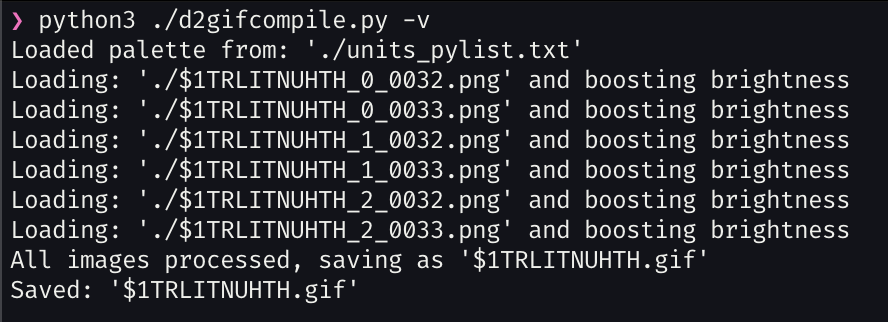 ❯ python3 ./d2gifcompile.py -v
Loaded palette from: './units_pylist.txt'
Loading: './$1TRLITNUHTH_0_0032.png' and boosting brightness
Loading: './$1TRLITNUHTH_0_0033.png' and boosting brightness
Loading: './$1TRLITNUHTH_1_0032.png' and boosting brightness
Loading: './$1TRLITNUHTH_1_0033.png' and boosting brightness
Loading: './$1TRLITNUHTH_2_0032.png' and boosting brightness
Loading: './$1TRLITNUHTH_2_0033.png' and boosting brightness
All images processed, saving as '$1TRLITNUHTH.gif'
Saved: '$1TRLITNUHTH.gif'